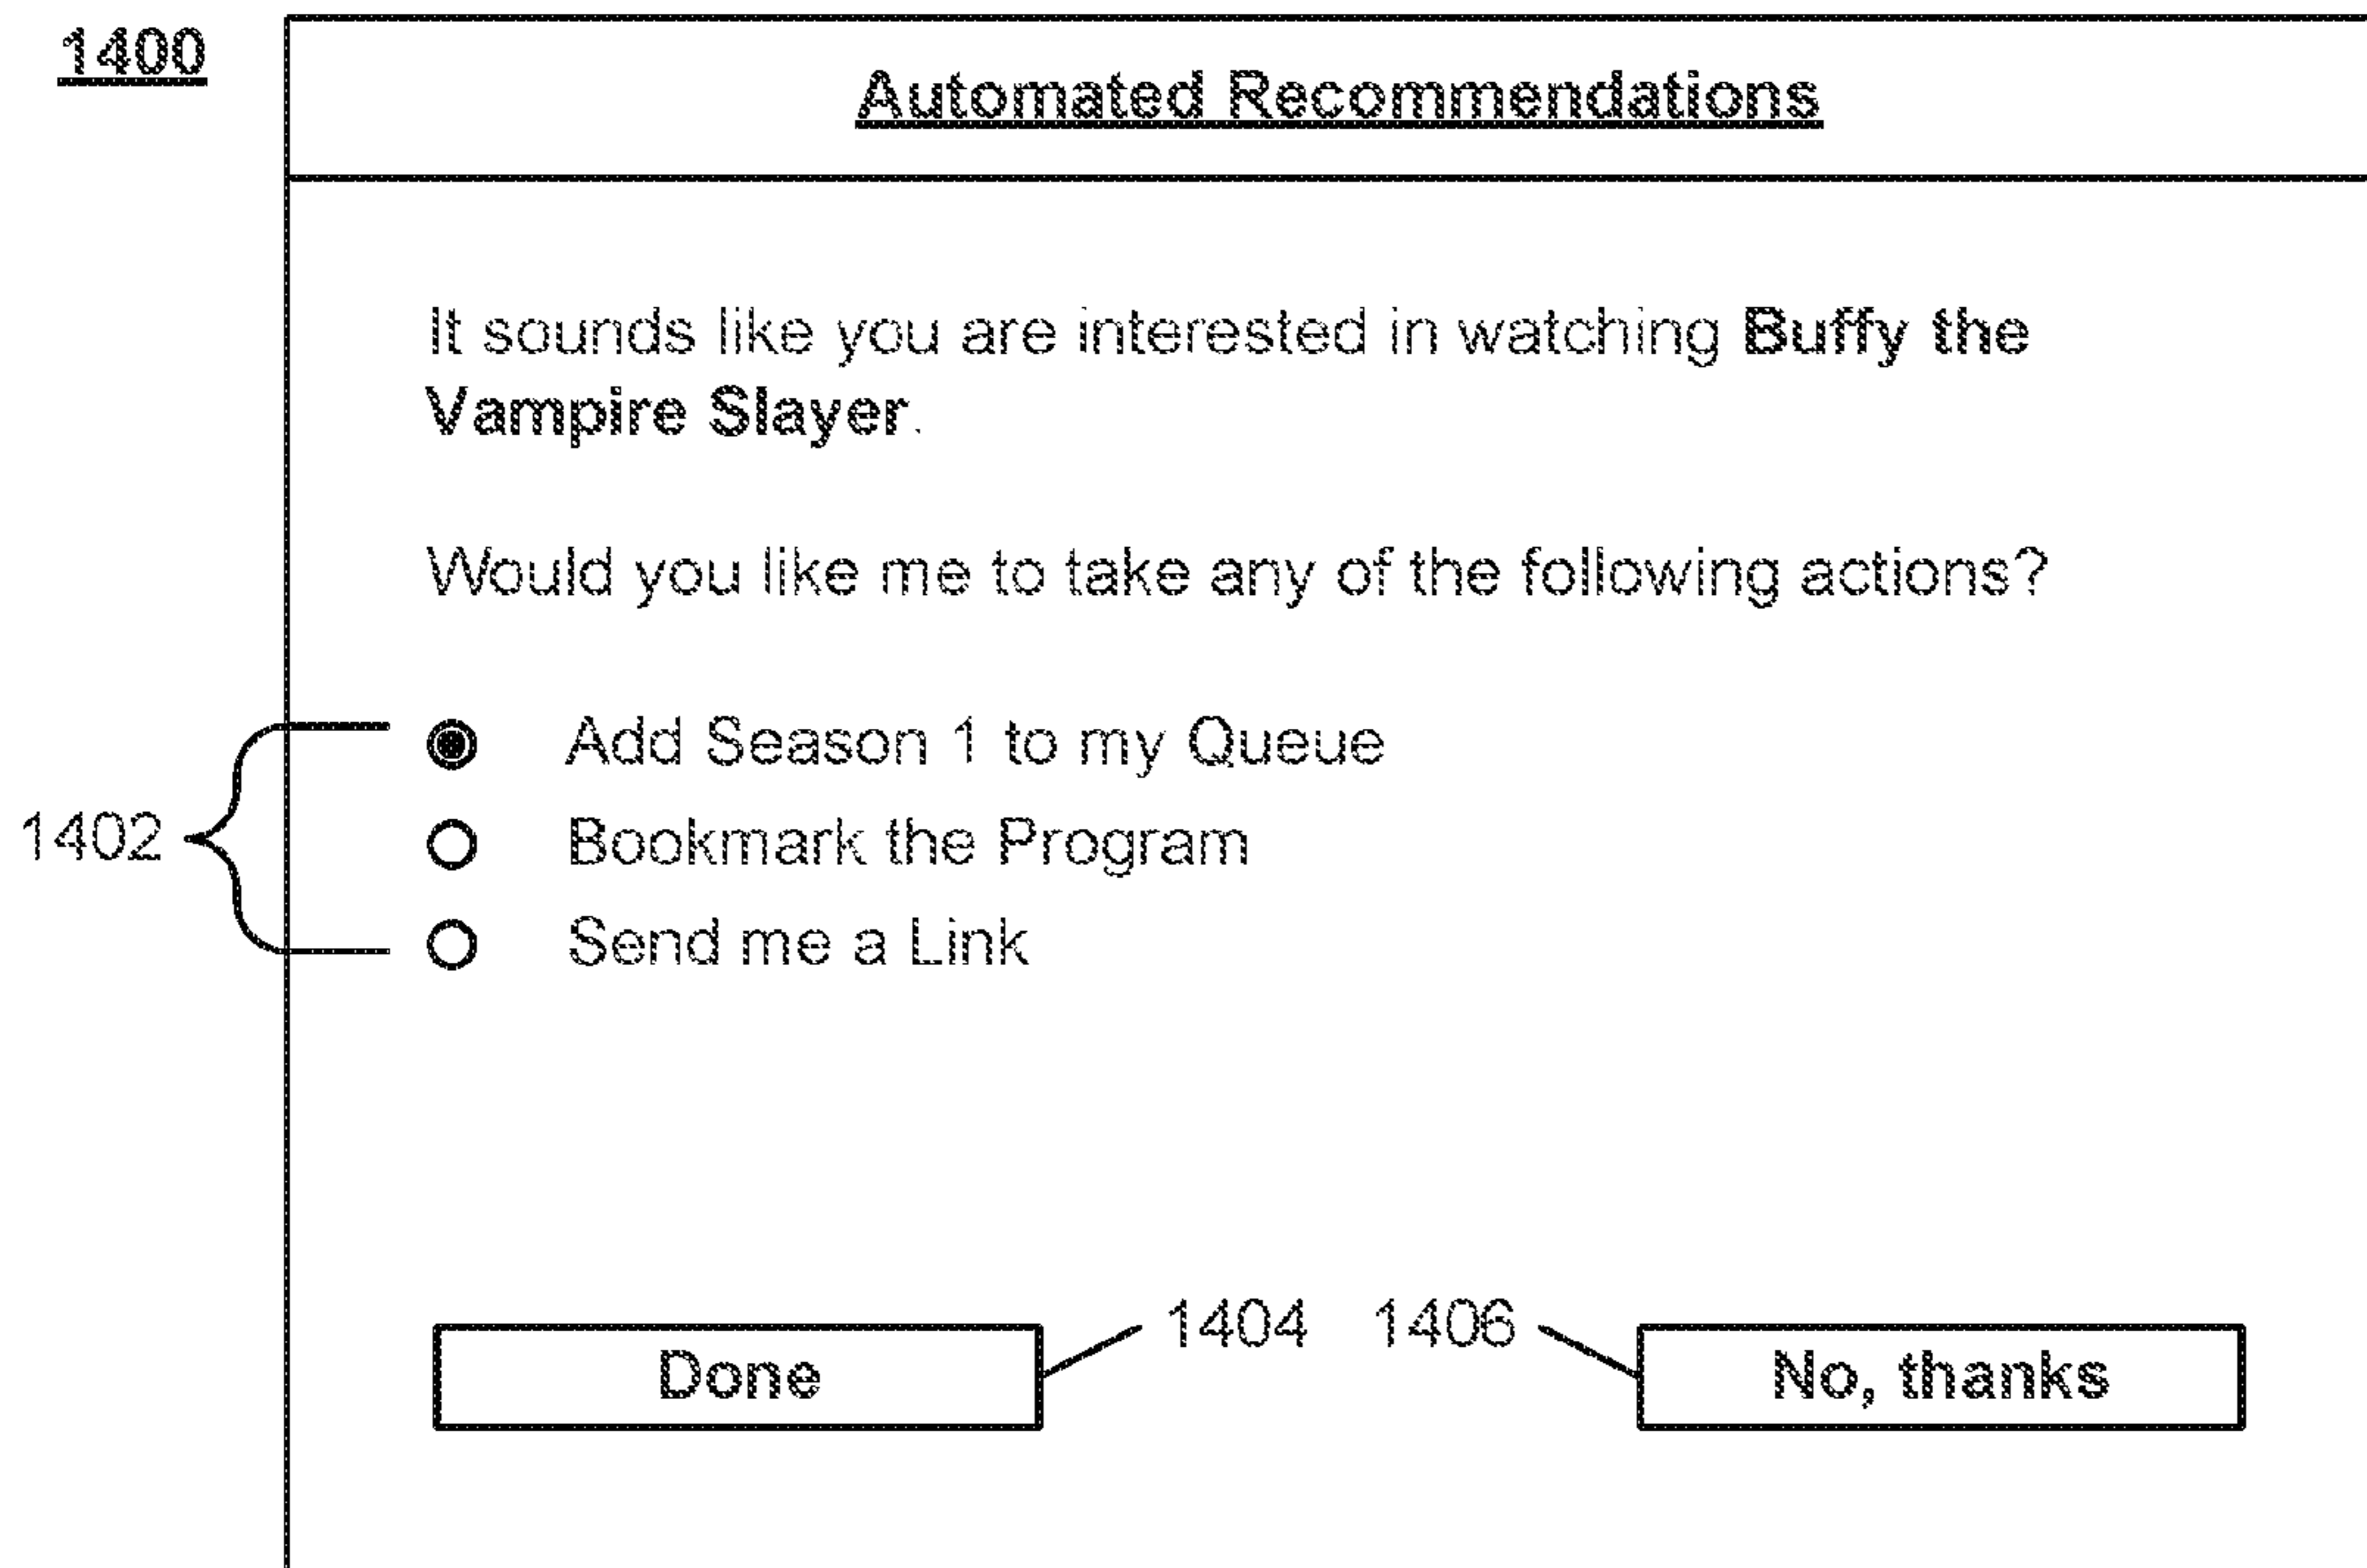 1400
Automated Recommendations
It sounds like you are interested in watching Buffy the
Vampire Slayer.
Would you like me to take any of the following actions?
Add Season 1 to my Queue
1402
Bookmark the Program
Send me a Link
1404 1406
Done
No, thanks